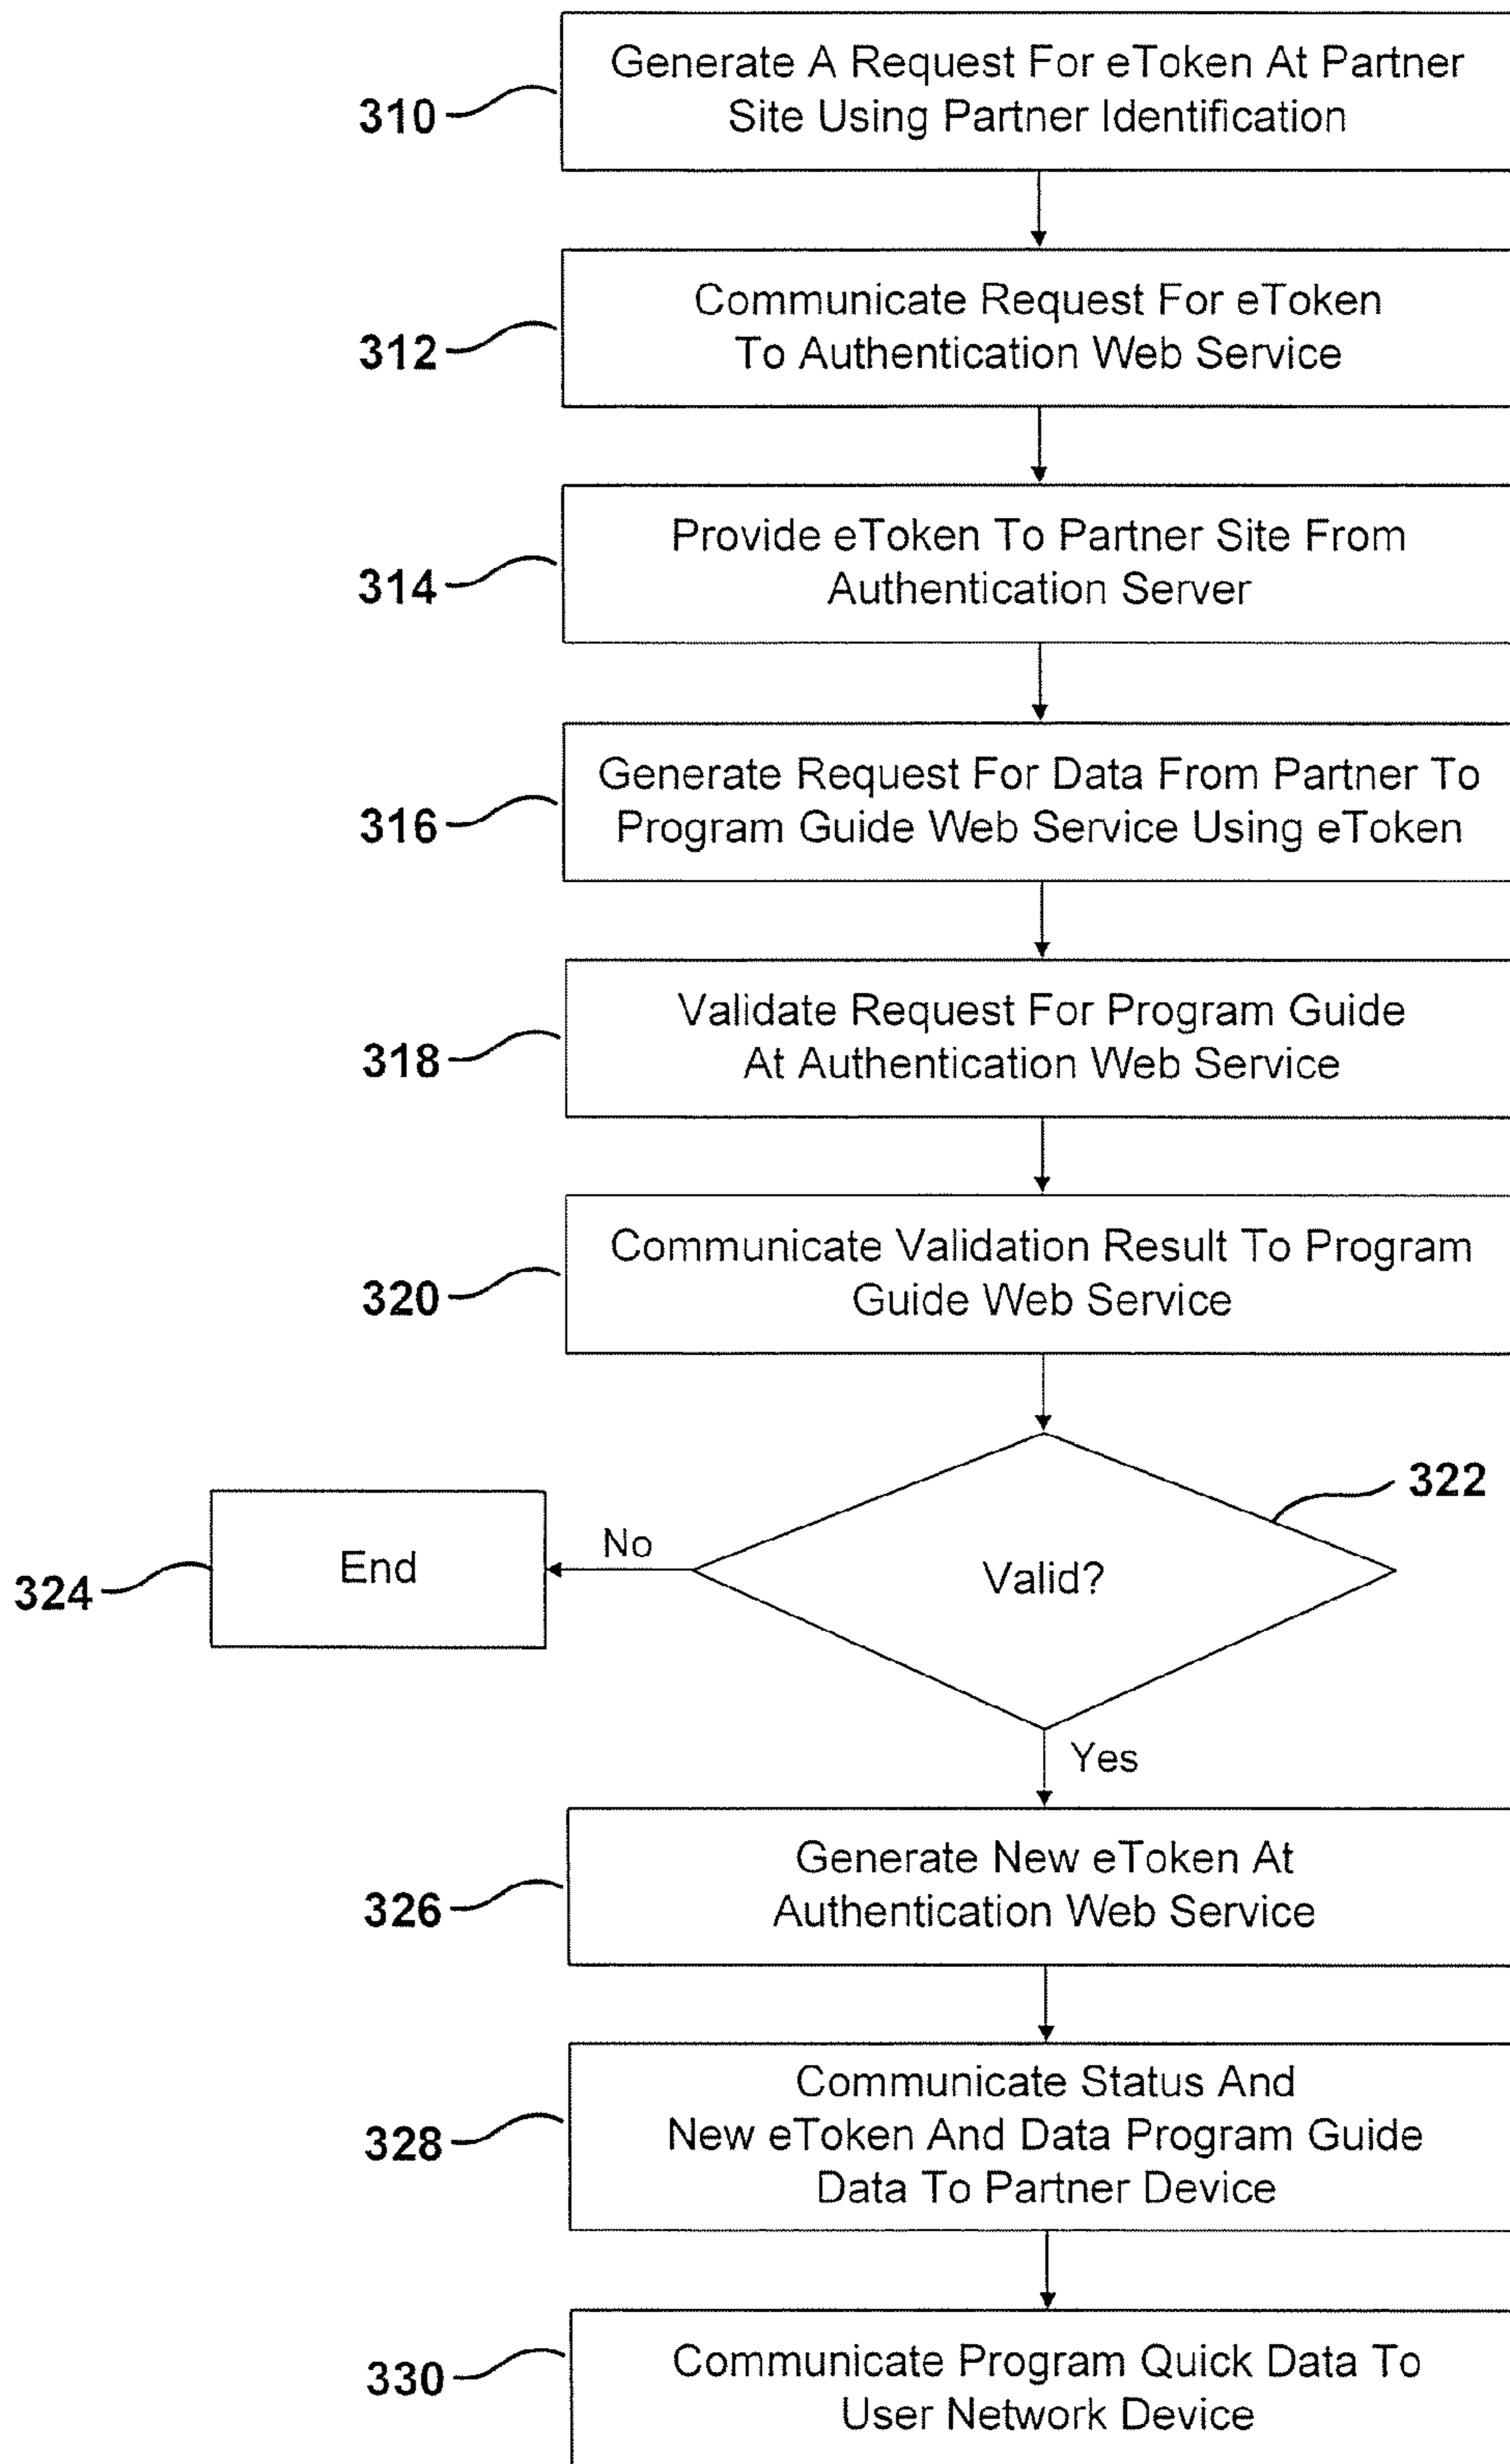 Generate A Request For eToken At Partner
Site Using Partner Identification
310
Communicate Request For eToken
To Authentication Web Service
312
Provide eToken To Partner Site From
Authentication Server
314
Generate Request For Data From Partner To
Program Guide Web Service Using eToken
316
Validate Request For Program Guide
At Authentication Web Service
318
Communicate Validation Result To Program
Guide Web Service
320
322
Valid?
No
End
324
Yes
Generate New eToken At
Authentication Web Service
326
Communicate Status And
New eToken And Data Program Guide
Data To Partner Device
328
Communicate Program Quick Data To
User Network Device
330